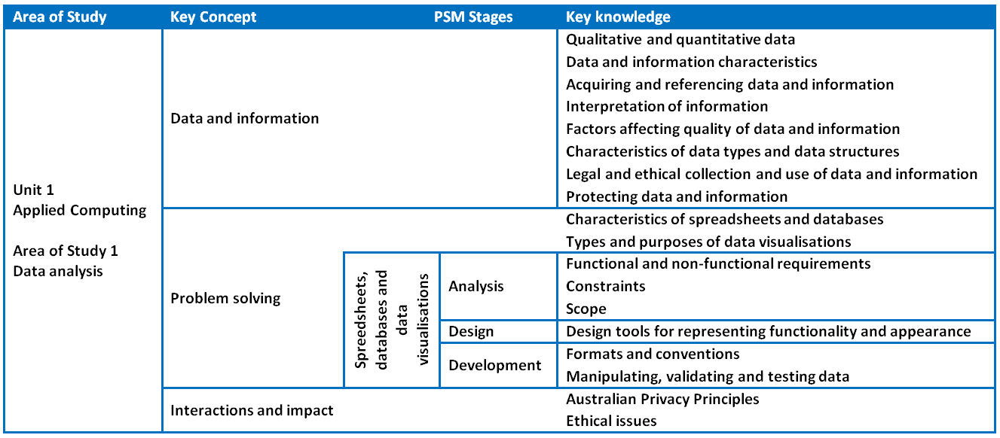 Area of Study
Key Concept
PSM Stages
Key knowledge
Unit 1
Applied Computing
Area of Study 1
Data analysis
Data and information
Qualitative and quantitative data
Data and information characteristics
Acquiring and referencing data and information
Interpretation of information
Factors affecting quality of data and information
Characteristics of data types and data structures
Legal and ethical collection and use of data and information
Protecting data and information
Problem solving
Characteristics of spreadsheets and databases
Types and purposes of data visualisations
Spreedsheets,
databases and
data
visualisations
Analysis
Functional and non-functional requirements
Constraints
Scope
Design
Design tools for representing functionality and appearance
Development
Formats and conventions
Manipulating, validating and testing data
Interactions and impact
Australian Privacy Principles
Ethical issues